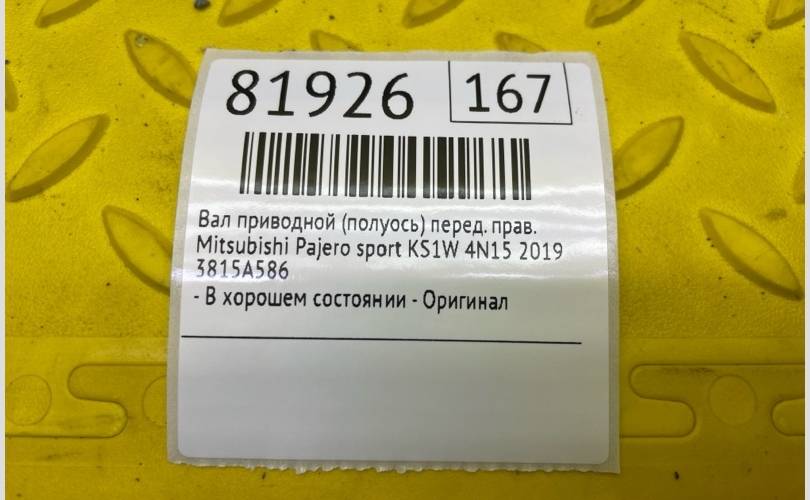 81926 167
Вал приводной (полуось) перед. прав.
Mitsubishi Pajero sport KS1W 4N15 2019
3815A586
- В хорошем состоянии - Оригинал